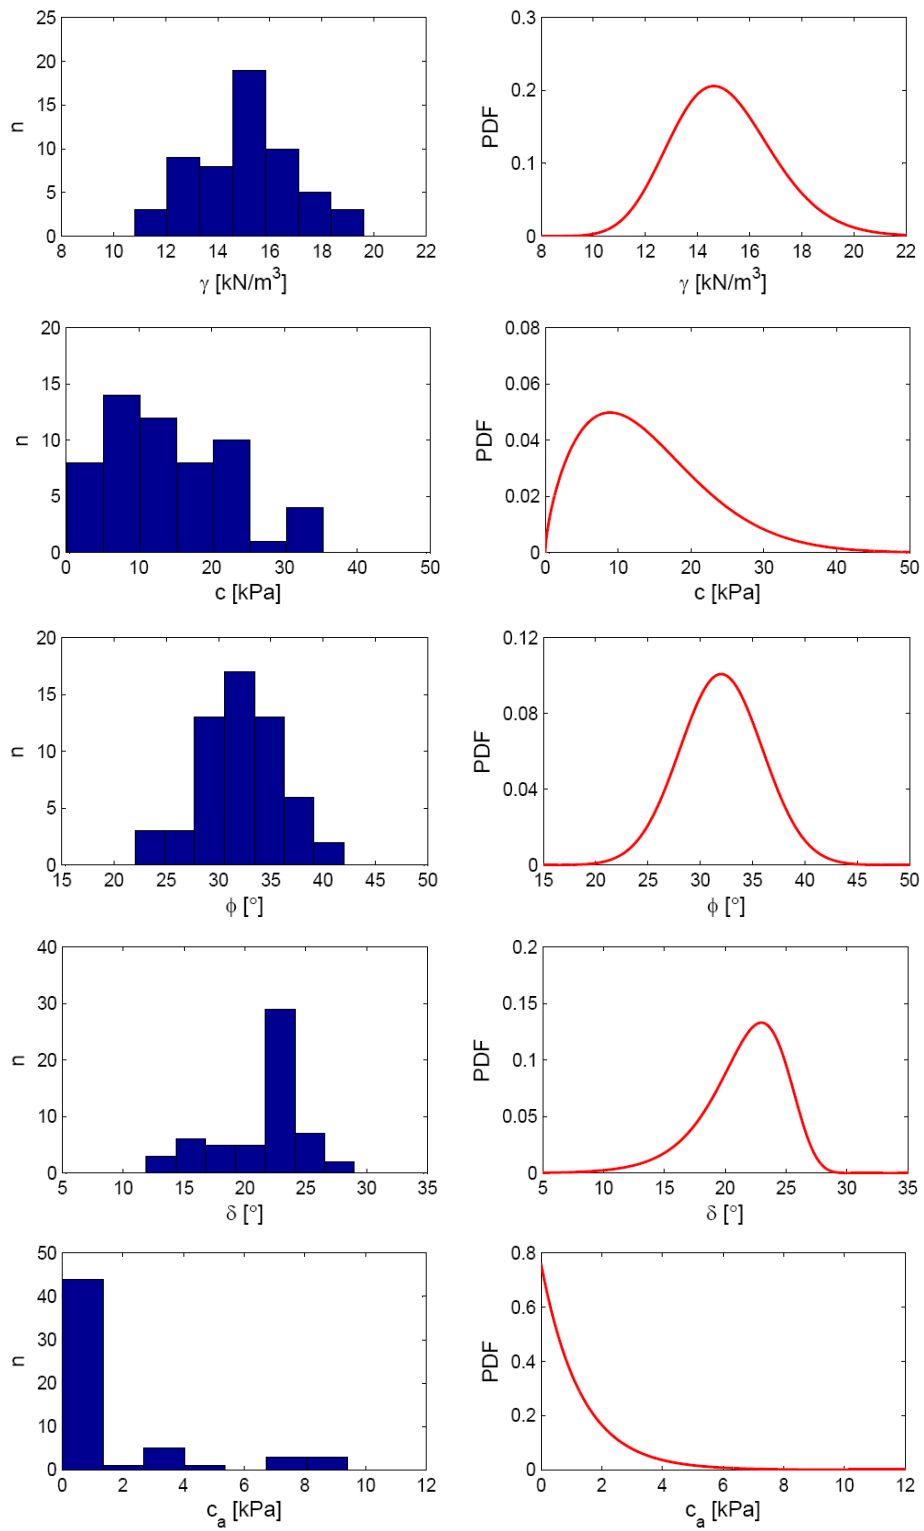 25
20
15
10
5
0
n
8 10 12 14 16 18 20 22
γ [kN/m³]
0.3
0.2
0.1
0
PDF
8 10 12 14 16 18 20 22
γ [kN/m³]
20
15
10
5
0
n
0 10 20 30 40 50
c [kPa]
0.08
0.06
0.04
0.02
0
PDF
0 10 20 30 40 50
c [kPa]
20
15
10
5
0
n
15 20 25 30 35 40 45 50
ϕ [°]
0.12
0.08
0.04
0
PDF
15 20 25 30 35 40 45 50
ϕ [°]
40
30
20
10
0
n
5 10 15 20 25 30 35
δ [°]
0.2
0.15
0.1
0.05
0
PDF
5 10 15 20 25 30 35
δ [°]
50
40
30
20
10
0
n
0 2 4 6 8 10 12
cₐ [kPa]
0.8
0.6
0.4
0.2
0
PDF
0 2 4 6 8 10 12
cₐ [kPa]